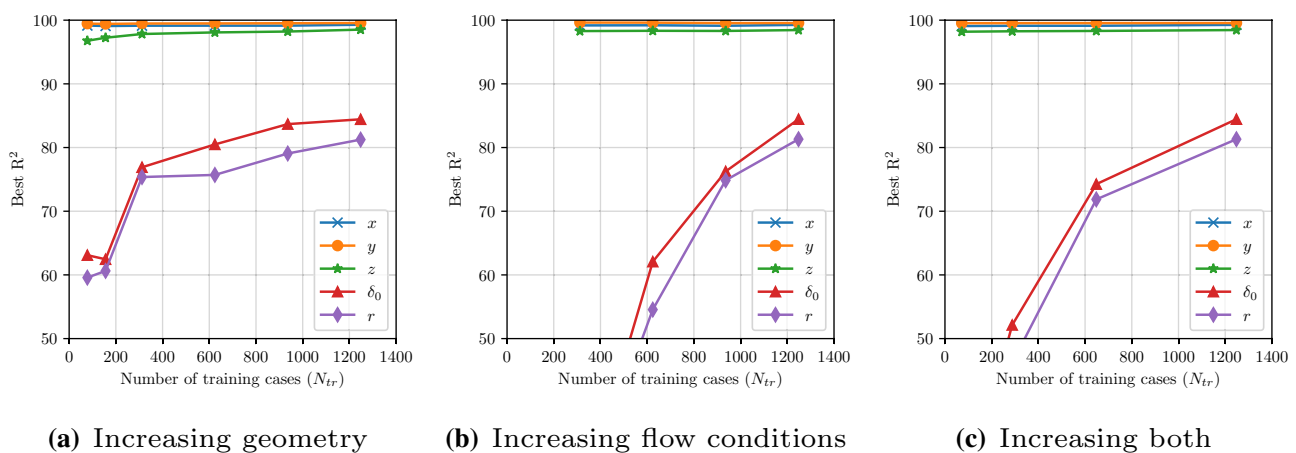 100
90
80
70
60
50
Best R²
0 200 400 600 800 1000 1200 1400
Number of training cases (N_tr)
x
y
z
δ₀
r
(a) Increasing geometry
100
90
80
70
60
50
Best R²
0 200 400 600 800 1000 1200 1400
Number of training cases (N_tr)
x
y
z
δ₀
r
(b) Increasing flow conditions
100
90
80
70
60
50
Best R²
0 200 400 600 800 1000 1200 1400
Number of training cases (N_tr)
x
y
z
δ₀
r
(c) Increasing both